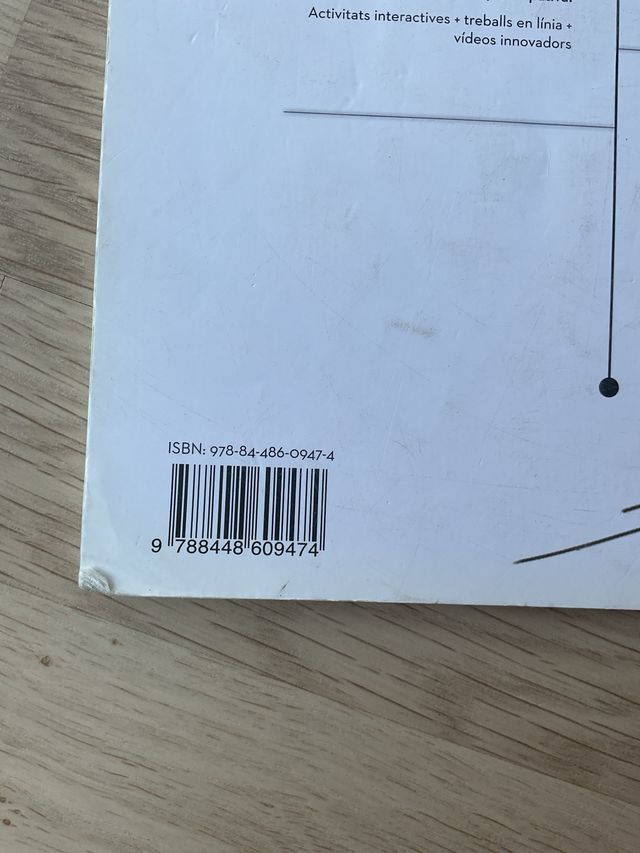 Activitats interactives + treballs en línia +
vídeos innovadors
ISBN: 978-84-486-0947-4
9 788448 609474